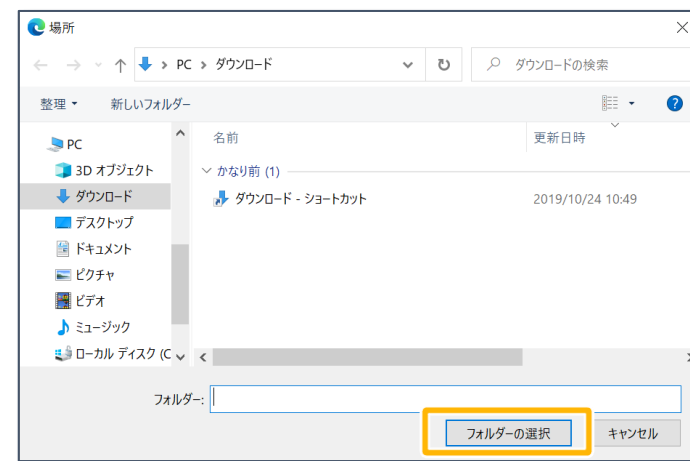 場所
PC > ダウンロード
ダウンロードの検索
整理
新しいフォルダー
PC
3D オブジェクト
ダウンロード
デスクトップ
ドキュメント
ピクチャ
ビデオ
ミュージック
ローカル ディスク (C
名前
更新日時
かなり前 (1)
ダウンロード - ショートカット
2019/10/24 10:49
フォルダー:
フォルダーの選択
キャンセル